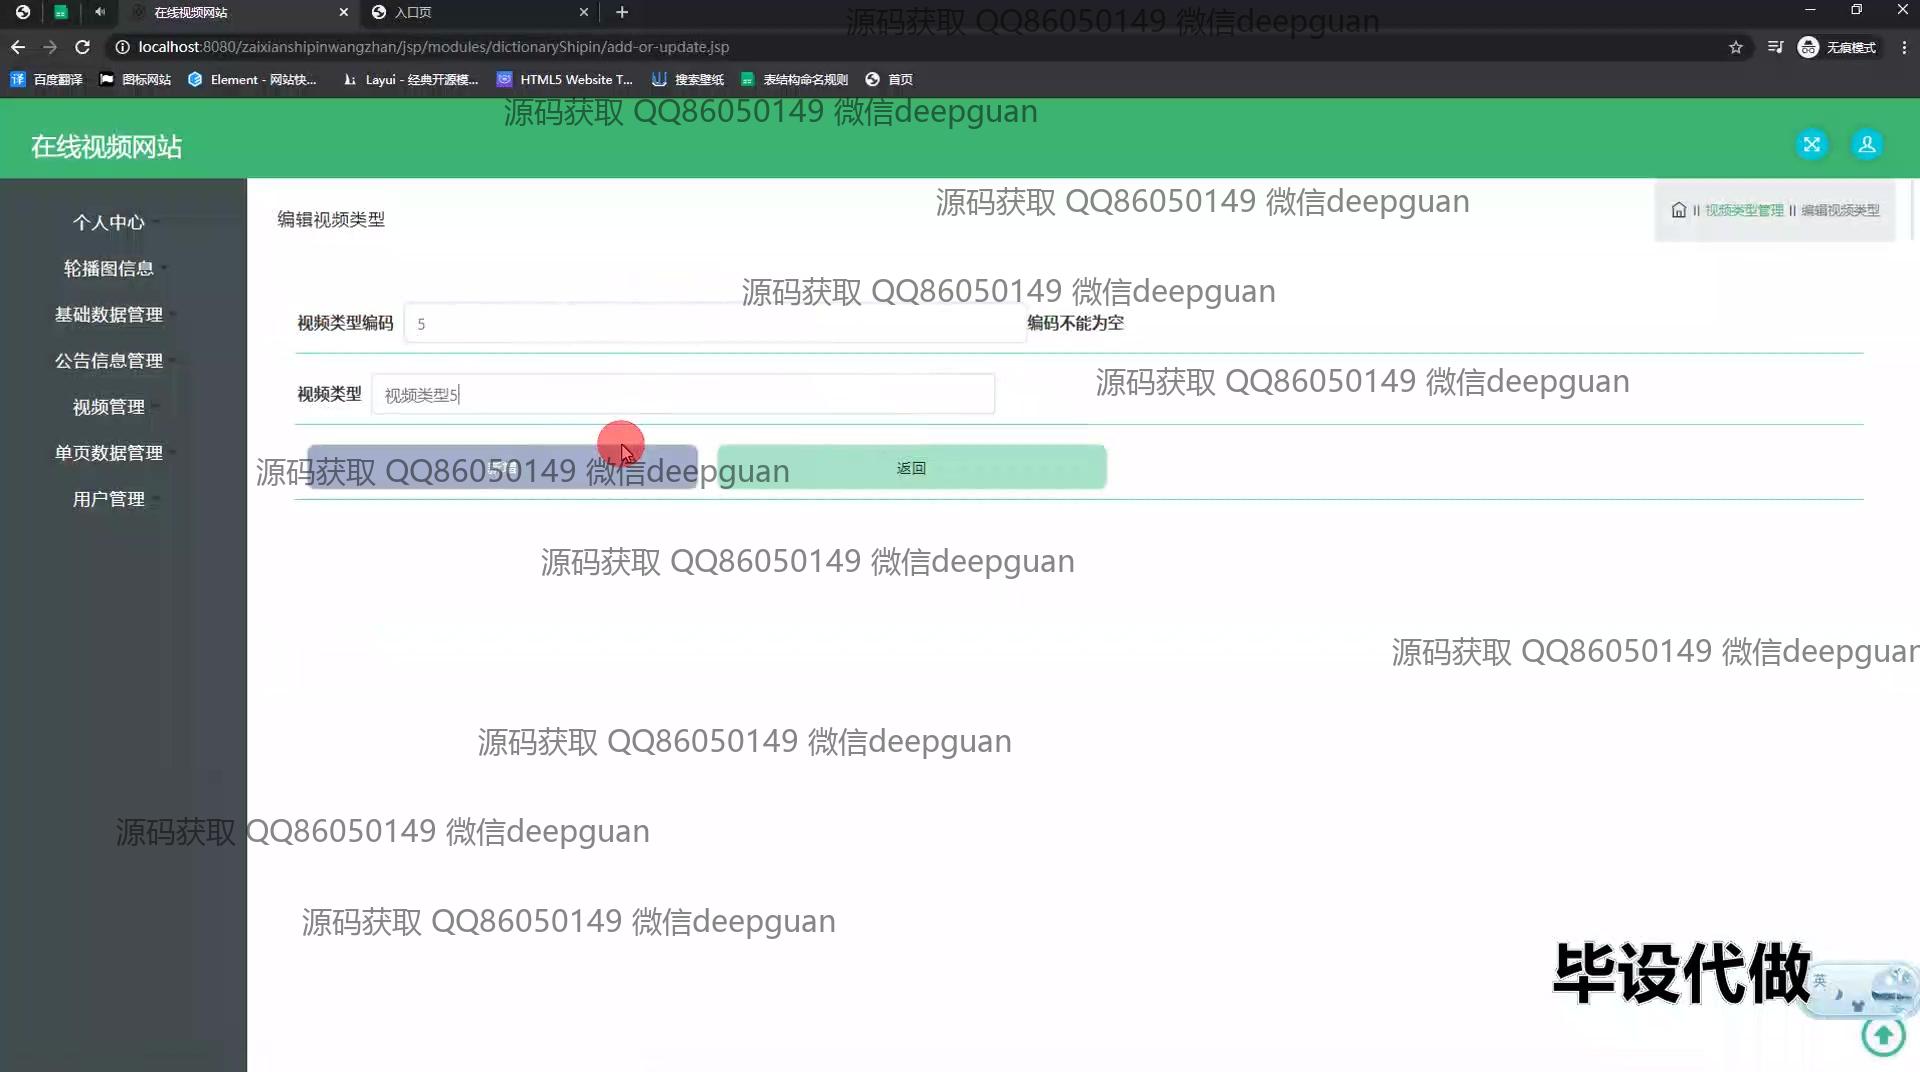 在线视频网站
入口页
localhost:8080/zaixianshipinwangzhan/jsp/modules/dictionaryShipin/add-or-update.jsp
无痕模式
百度翻译
图标网站
Element - 网站快...
Layui - 经典开源模...
HTML5 Website T...
搜索壁纸
表结构命名规则
首页
源码获取 QQ86050149 微信deepguan
源码获取 QQ86050149 微信deepguan
在线视频网站
源码获取 QQ86050149 微信deepguan
个人中心
轮播图信息
基础数据管理
公告信息管理
视频管理
单页数据管理
用户管理
编辑视频类型
视频类型管理 编辑视频类型
源码获取 QQ86050149 微信deepguan
视频类型编码 5 编码不能为空
源码获取 QQ86050149 微信deepguan
视频类型 视频类型5
新增
返回
源码获取 QQ86050149 微信deepguan
源码获取 QQ86050149 微信deepguan
源码获取 QQ86050149 微信deepguan
源码获取 QQ86050149 微信deepguan
源码获取 QQ86050149 微信deepguan
源码获取 QQ86050149 微信deepguan
毕设代做
英